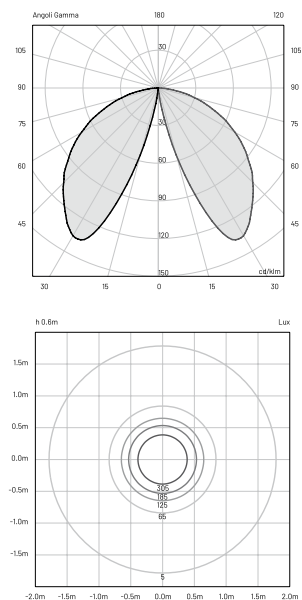 Angoli Gamma 180 120
30
105 105
90 90
30
75 75
60 60 60
90
45 45
120
150 cd/klm
30 15 0 15 30
h 0.6m Lux
1.5m
1.0m
0.5m
0.0m
305
-0.5m 185
125
65
-1.0m
-1.5m
5
-2.0m -1.5m -1.0m -0.5m 0.0m 0.5m 1.0m 1.5m 2.0m